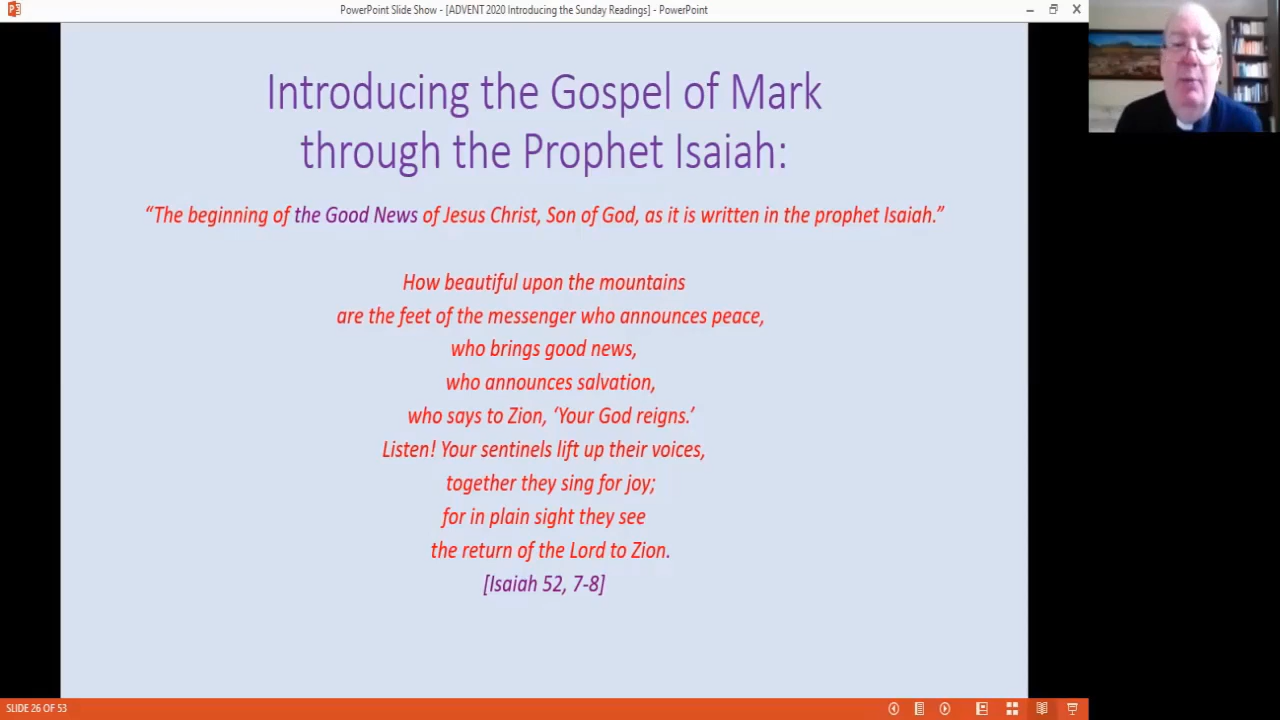 PowerPoint Slide Show - [ADVENT 2020 Introducing the Sunday Readings] - PowerPoint
Introducing the Gospel of Mark
through the Prophet Isaiah:
“The beginning of the Good News of Jesus Christ, Son of God, as it is written in the prophet Isaiah.”
How beautiful upon the mountains
are the feet of the messenger who announces peace,
who brings good news,
who announces salvation,
who says to Zion, ‘Your God reigns.’
Listen! Your sentinels lift up their voices,
together they sing for joy;
for in plain sight they see
the return of the Lord to Zion.
[Isaiah 52, 7-8]
SLIDE 26 OF 53